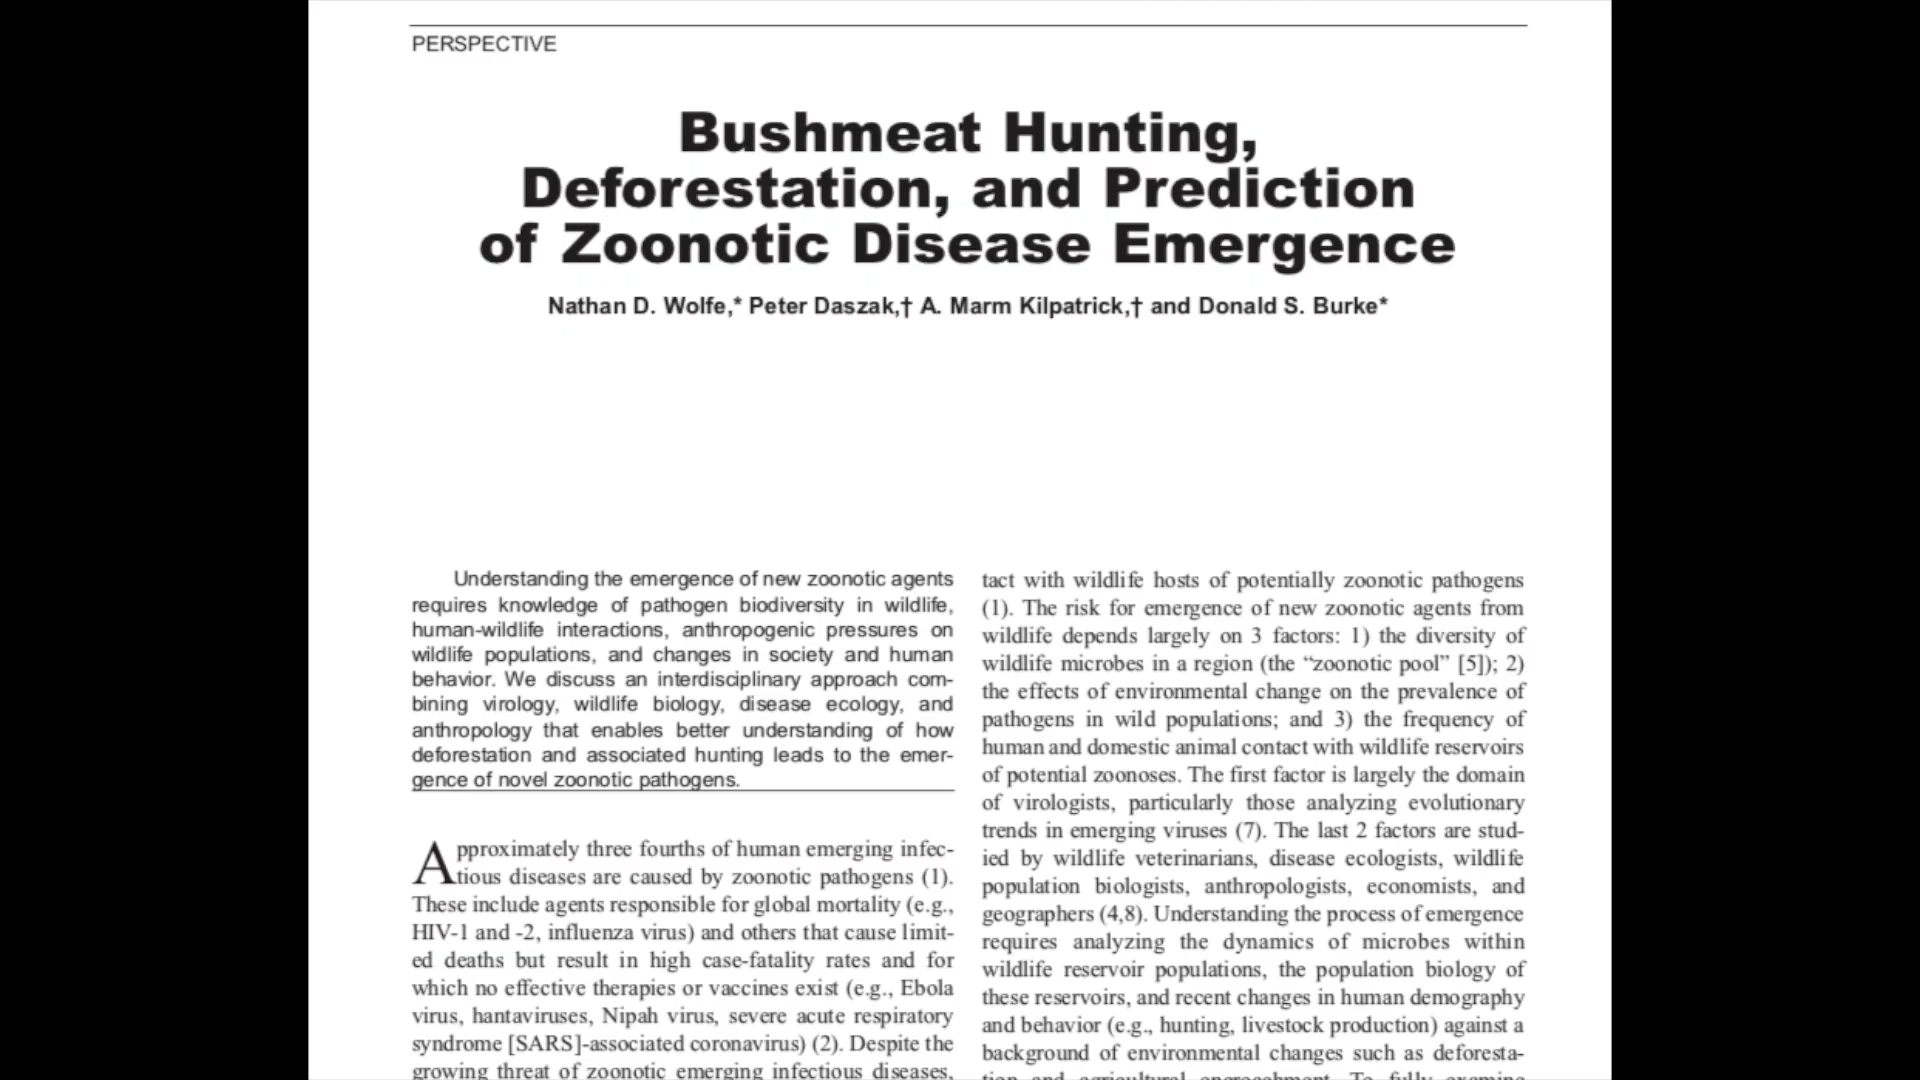 PERSPECTIVE
Bushmeat Hunting,
Deforestation, and Prediction
of Zoonotic Disease Emergence
Nathan D. Wolfe,* Peter Daszak,† A. Marm Kilpatrick,† and Donald S. Burke*
Understanding the emergence of new zoonotic agents
requires knowledge of pathogen biodiversity in wildlife,
human-wildlife interactions, anthropogenic pressures on
wildlife populations, and changes in society and human
behavior. We discuss an interdisciplinary approach com-
bining virology, wildlife biology, disease ecology, and
anthropology that enables better understanding of how
deforestation and associated hunting leads to the emer-
gence of novel zoonotic pathogens.
Approximately three fourths of human emerging infec-
tious diseases are caused by zoonotic pathogens (1).
These include agents responsible for global mortality (e.g.,
HIV-1 and -2, influenza virus) and others that cause limit-
ed deaths but result in high case-fatality rates and for
which no effective therapies or vaccines exist (e.g., Ebola
virus, hantaviruses, Nipah virus, severe acute respiratory
syndrome [SARS]-associated coronavirus) (2). Despite the
growing threat of zoonotic emerging infectious diseases,
tact with wildlife hosts of potentially zoonotic pathogens
(1). The risk for emergence of new zoonotic agents from
wildlife depends largely on 3 factors: 1) the diversity of
wildlife microbes in a region (the “zoonotic pool” [5]); 2)
the effects of environmental change on the prevalence of
pathogens in wild populations; and 3) the frequency of
human and domestic animal contact with wildlife reservoirs
of potential zoonoses. The first factor is largely the domain
of virologists, particularly those analyzing evolutionary
trends in emerging viruses (7). The last 2 factors are stud-
ied by wildlife veterinarians, disease ecologists, wildlife
population biologists, anthropologists, economists, and
geographers (4,8). Understanding the process of emergence
requires analyzing the dynamics of microbes within
wildlife reservoir populations, the population biology of
these reservoirs, and recent changes in human demography
and behavior (e.g., hunting, livestock production) against a
background of environmental changes such as deforesta-
tion and agricultural encroachment. To fully examine